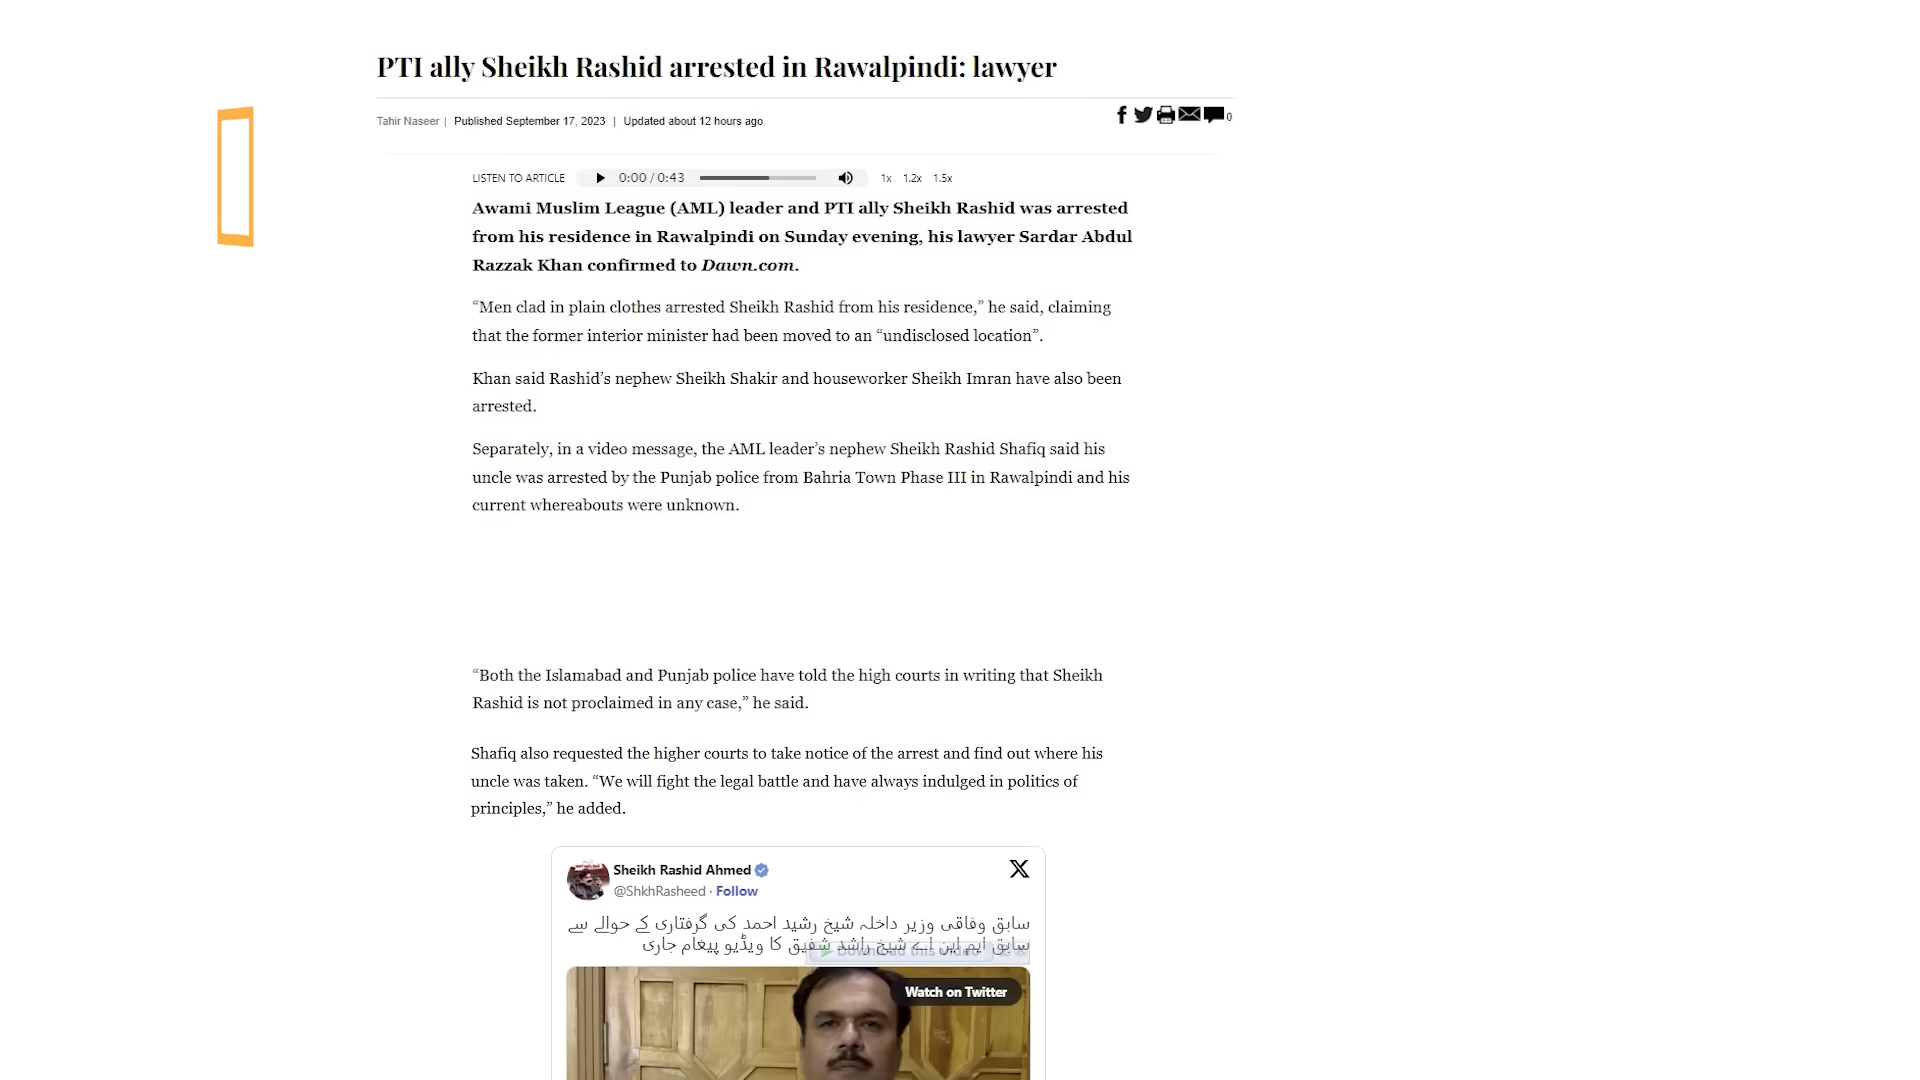 PTI ally Sheikh Rashid arrested in Rawalpindi: lawyer
Tahir Naseer | Published September 17, 2023 | Updated about 12 hours ago
0
LISTEN TO ARTICLE 0:00 / 0:43 1x 1.2x 1.5x
Awami Muslim League (AML) leader and PTI ally Sheikh Rashid was arrested
from his residence in Rawalpindi on Sunday evening, his lawyer Sardar Abdul
Razzak Khan confirmed to Dawn.com.
“Men clad in plain clothes arrested Sheikh Rashid from his residence,” he said, claiming
that the former interior minister had been moved to an “undisclosed location”.
Khan said Rashid’s nephew Sheikh Shakir and houseworker Sheikh Imran have also been
arrested.
Separately, in a video message, the AML leader’s nephew Sheikh Rashid Shafiq said his
uncle was arrested by the Punjab police from Bahria Town Phase III in Rawalpindi and his
current whereabouts were unknown.
“Both the Islamabad and Punjab police have told the high courts in writing that Sheikh
Rashid is not proclaimed in any case,” he said.
Shafiq also requested the higher courts to take notice of the arrest and find out where his
uncle was taken. “We will fight the legal battle and have always indulged in politics of
principles,” he added.
Sheikh Rashid Ahmed
@ShkhRasheed · Follow
سابق وفاقی وزیر داخلہ شیخ رشید احمد کی گرفتاری کے حوالے سے
سابق ایم این اے شیخ راشد شفیق کا ویڈیو پیغام جاری
Download this video
Watch on Twitter